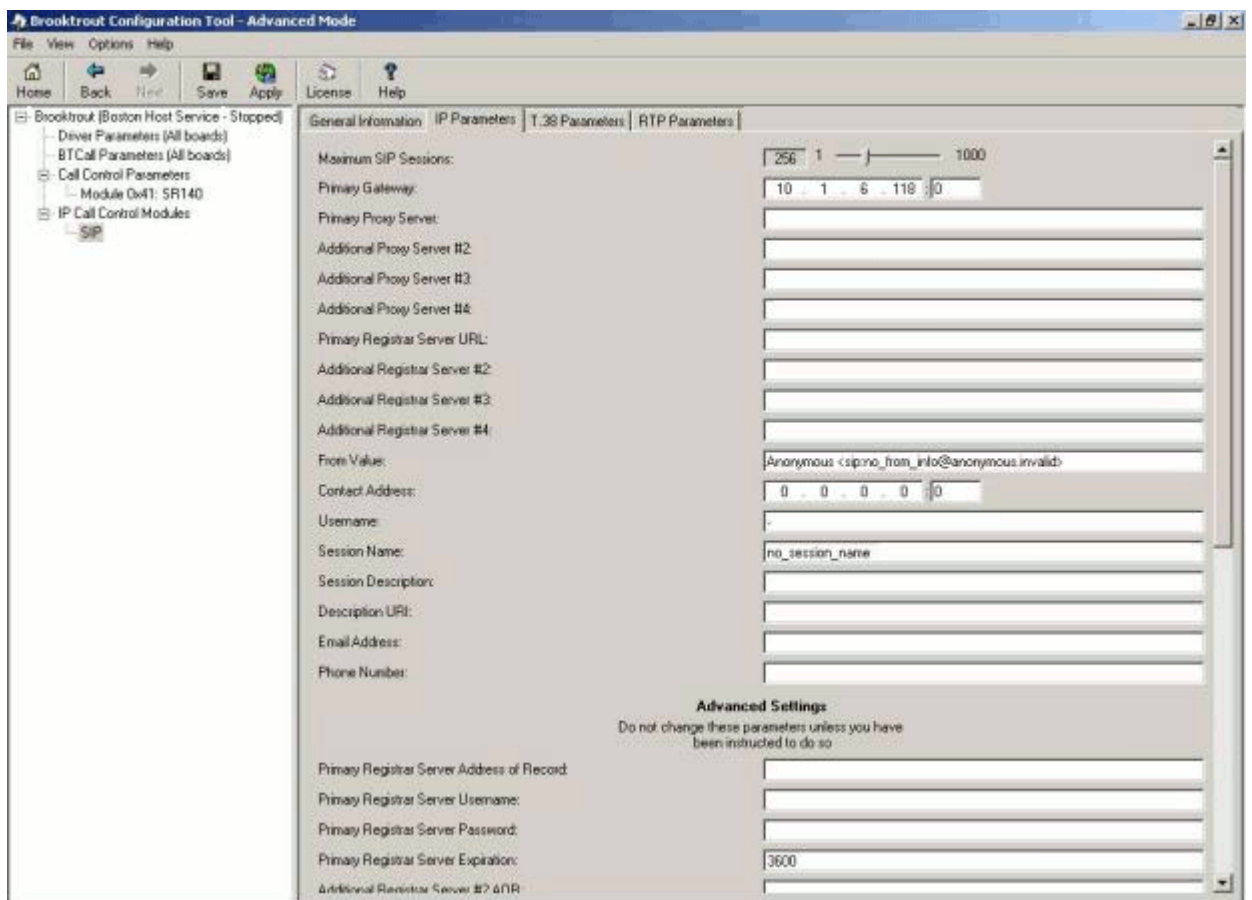 Brooktrout Configuration Tool - Advanced Mode
File View Options Help
Home Back Next Save Apply License Help
Brooktrout (Boston Host Service - Stopped)
Driver Parameters (All boards)
BTCall Parameters (All boards)
Call Control Parameters
Module 0x41: SR140
IP Call Control Modules
SIP
General Information IP Parameters T.38 Parameters RTP Parameters
Maximum SIP Sessions: 256 1 1000
Primary Gateway: 10 . 1 . 6 . 118 : 0
Primary Proxy Server:
Additional Proxy Server #2:
Additional Proxy Server #3:
Additional Proxy Server #4:
Primary Registrar Server URL:
Additional Registrar Server #2:
Additional Registrar Server #3:
Additional Registrar Server #4:
From Value: Anonymous <sip:no_from_info@anonymous.invalid>
Contact Address: 0 . 0 . 0 . 0 : 0
Username: -
Session Name: no_session_name
Session Description:
Description URI:
Email Address:
Phone Number:
Advanced Settings
Do not change these parameters unless you have
been instructed to do so
Primary Registrar Server Address of Record:
Primary Registrar Server Username:
Primary Registrar Server Password:
Primary Registrar Server Expiration: 3600
Additional Registrar Server #2 AOR: